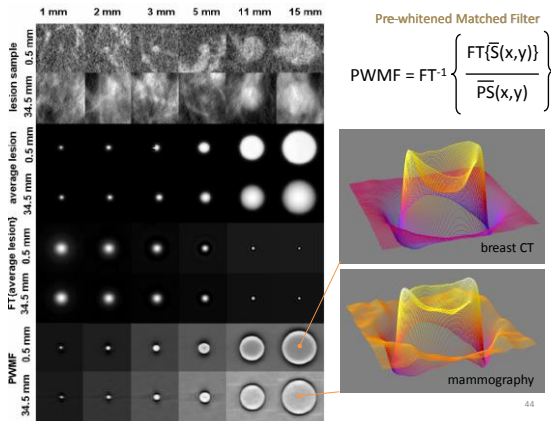 1 mm 2 mm 3 mm 5 mm 11 mm 15 mm
Pre-whitened Matched Filter
lesion sample
0.5 mm
34.5 mm
PWMF = FT-1 { FT{S̅(x,y)} / P̅S̅(x,y) }
average lesion
0.5 mm
34.5 mm
breast CT
FT{average lesion}
0.5 mm
34.5 mm
PWMF
0.5 mm
34.5 mm
mammography
44